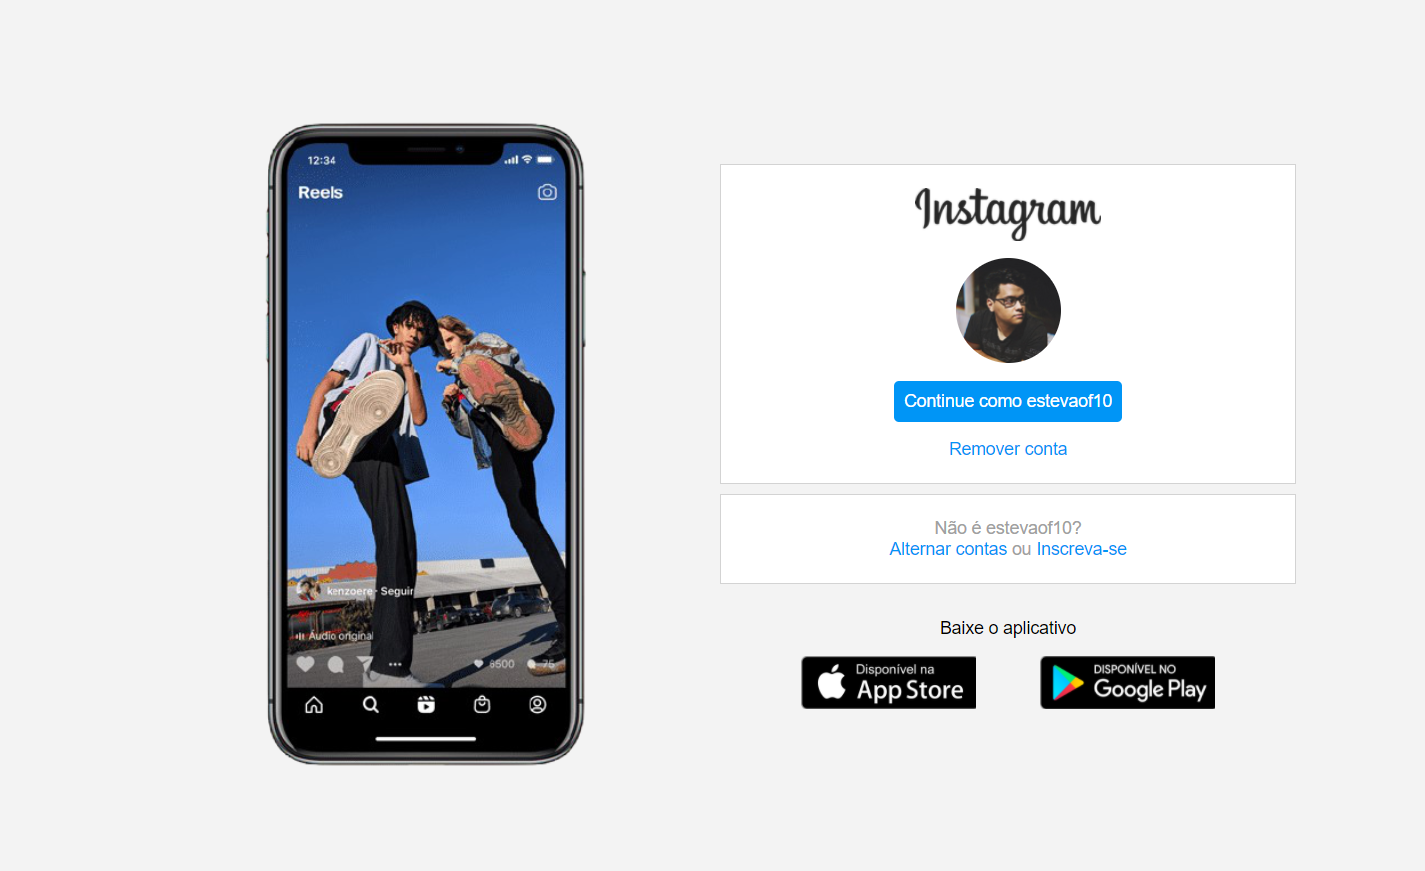 12:34
Reels
kenzoere · Seguir
Áudio original
6500
75
Instagram
Continue como estevaof10
Remover conta
Não é estevaof10?
Alternar contas ou Inscreva-se
Baixe o aplicativo
Disponível na
App Store
DISPONÍVEL NO
Google Play